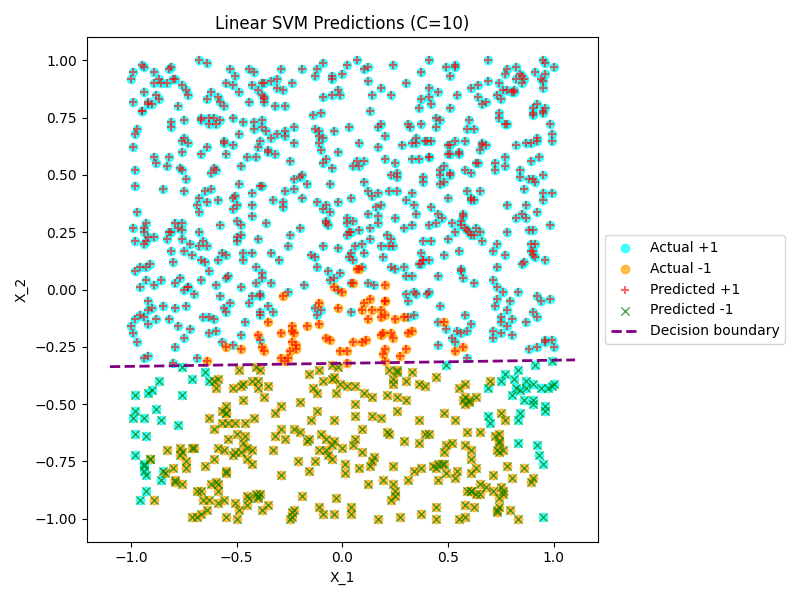 Linear SVM Predictions (C=10)
1.00
0.75
0.50
0.25
0.00
−0.25
−0.50
−0.75
−1.00
X_2
−1.0 −0.5 0.0 0.5 1.0
X_1
Actual +1
Actual -1
Predicted +1
Predicted -1
Decision boundary